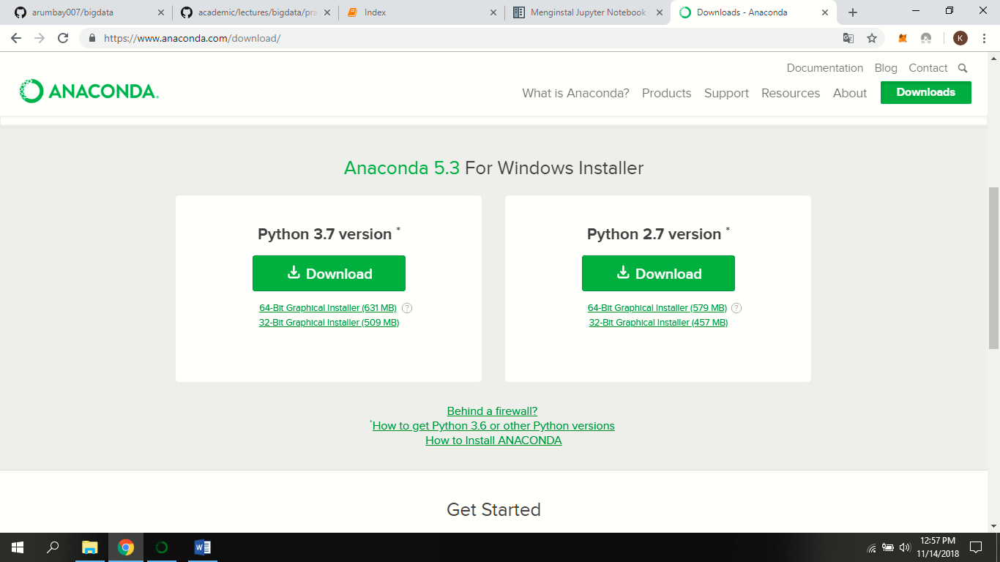 arumbay007/bigdata
academic/lectures/bigdata/pra
Index
Menginstal Jupyter Notebook
Downloads - Anaconda
https://www.anaconda.com/download/
K
Documentation Blog Contact
ANACONDA.
What is Anaconda? Products Support Resources About Downloads
Anaconda 5.3 For Windows Installer
Python 3.7 version *
Download
64-Bit Graphical Installer (631 MB) ?
32-Bit Graphical Installer (509 MB)
Python 2.7 version *
Download
64-Bit Graphical Installer (579 MB) ?
32-Bit Graphical Installer (457 MB)
Behind a firewall?
*How to get Python 3.6 or other Python versions
How to Install ANACONDA
Get Started
12:57 PM
11/14/2018